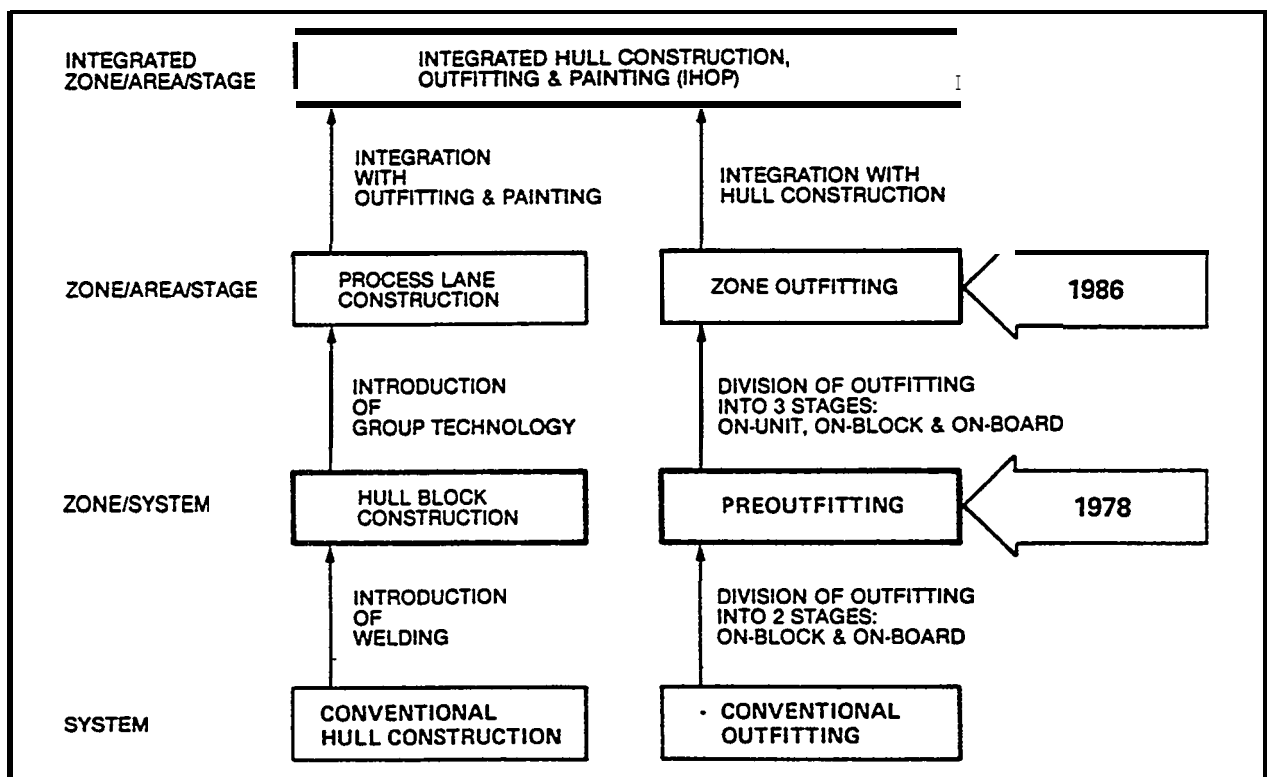 INTEGRATED
ZONE/AREA/STAGE
INTEGRATED HULL CONSTRUCTION,
OUTFITTING & PAINTING (IHOP)
INTEGRATION
WITH
OUTFITTING & PAINTING
INTEGRATION WITH
HULL CONSTRUCTION
ZONE/AREA/STAGE
PROCESS LANE
CONSTRUCTION
ZONE OUTFITTING
1986
INTRODUCTION
OF
GROUP TECHNOLOGY
DIVISION OF OUTFITTING
INTO 3 STAGES:
ON-UNIT, ON-BLOCK & ON-BOARD
ZONE/SYSTEM
HULL BLOCK
CONSTRUCTION
PREOUTFITTING
1978
INTRODUCTION
OF
WELDING
DIVISION OF OUTFITTING
INTO 2 STAGES:
ON-BLOCK & ON-BOARD
SYSTEM
CONVENTIONAL
HULL CONSTRUCTION
CONVENTIONAL
OUTFITTING